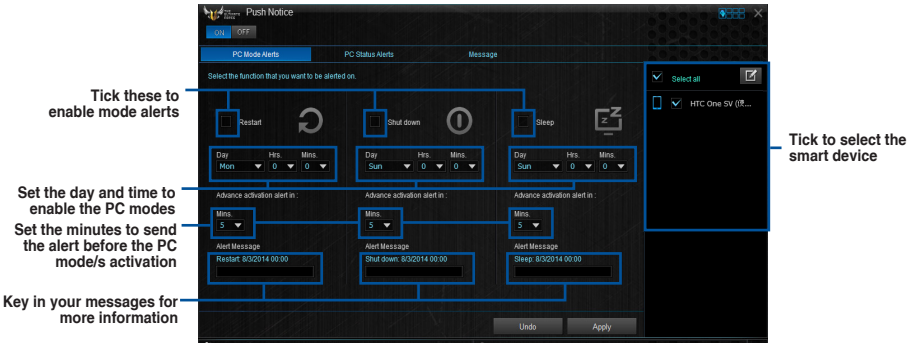 Push Notice
ON OFF
PC Mode Alerts PC Status Alerts Message
Select the function that you want to be alerted on.
Restart Shut down Sleep
Day Hrs. Mins. Day Hrs. Mins. Day Hrs. Mins.
Mon 0 0 Sun 0 0 Sun 0 0
Advance activation alert in : Advance activation alert in : Advance activation alert in :
Mins. Mins. Mins.
5 5 5
Alert Message Alert Message Alert Message
Restart: 8/3/2014 00:00 Shut down: 8/3/2014 00:00 Sleep: 8/3/2014 00:00
Undo Apply
Select all
HTC One SV
Tick these to
enable mode alerts
Set the day and time to
enable the PC modes
Set the minutes to send
the alert before the PC
mode/s activation
Key in your messages for
more information
Tick to select the
smart device